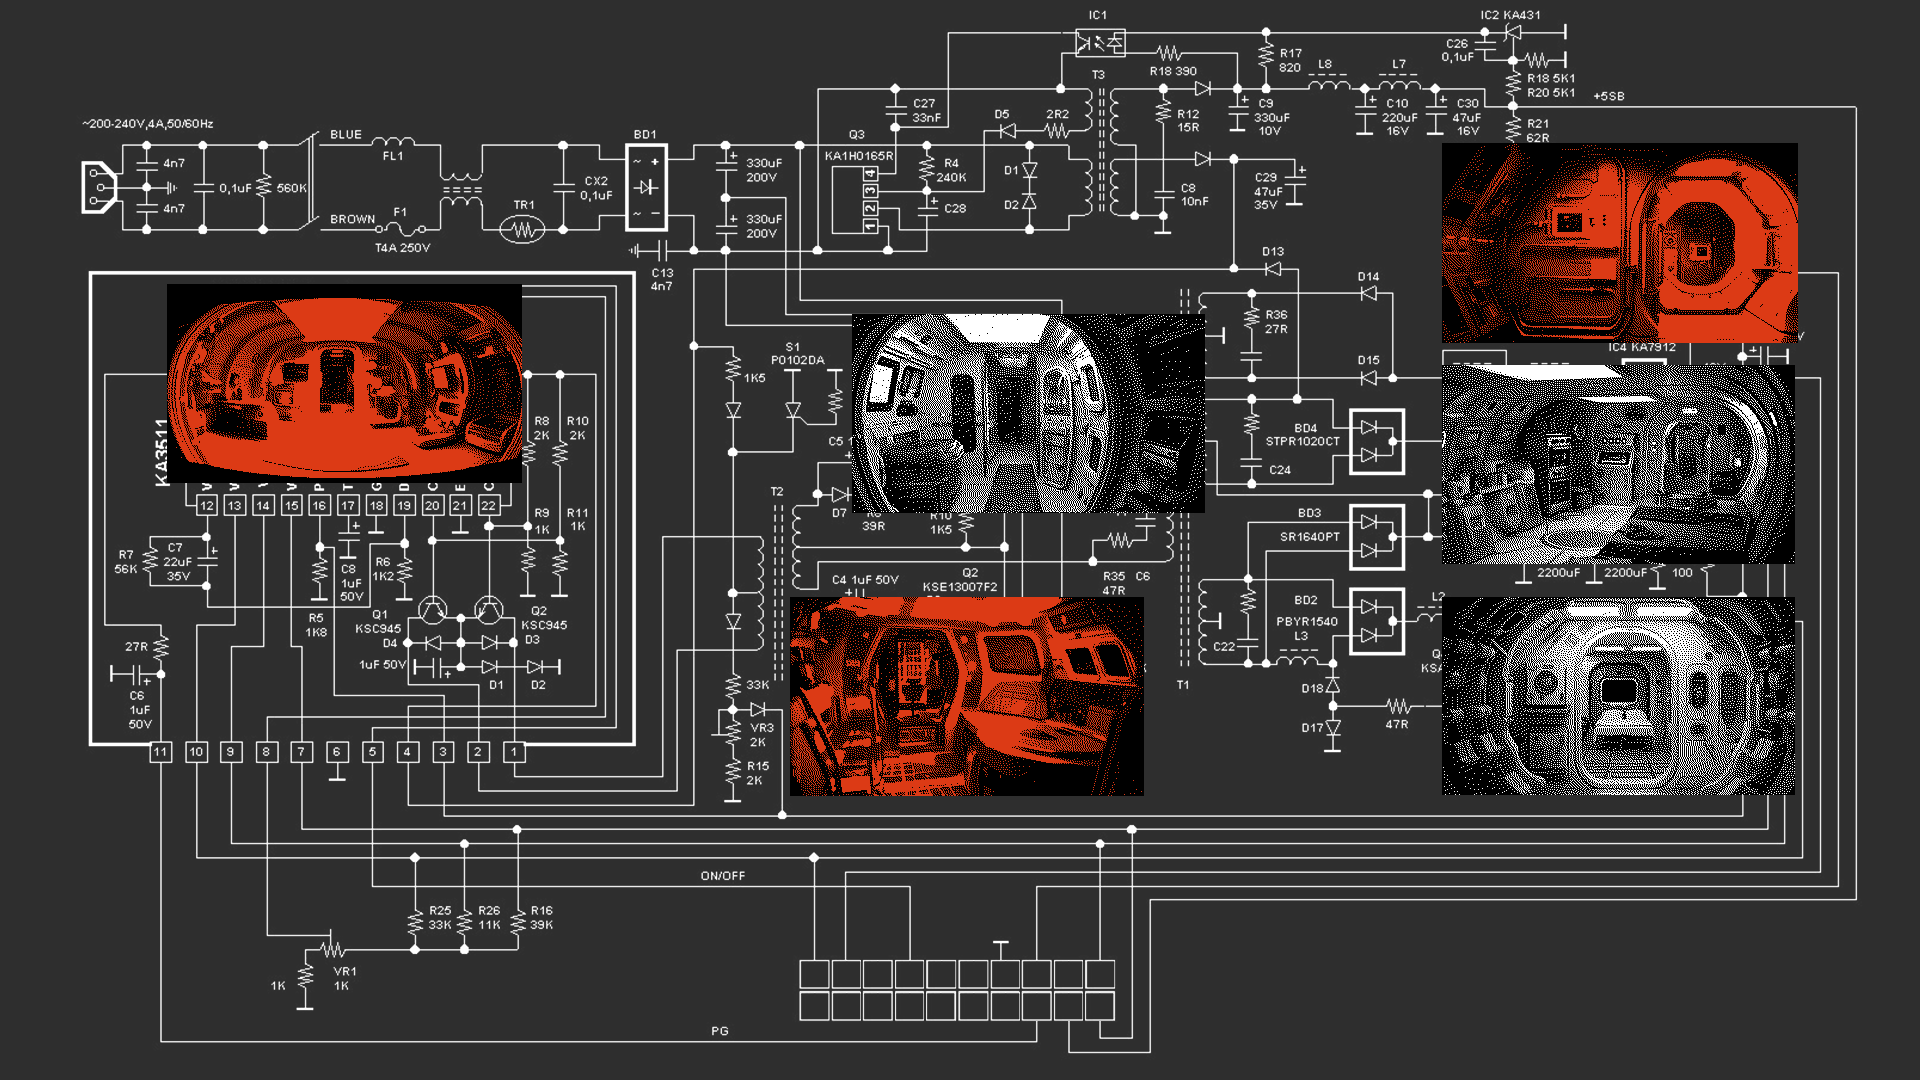 IC1
IC2 KA431
C26
0,1uF
R17
820
L8
L7
R18 390
T3
R18 5K1
R20 5K1
+5SB
C27
33nF
D5
2R2
R12
15R
C9
330uF
10V
C10
220uF
16V
C30
47uF
16V
R21
62R
~200-240V,4A,50/60Hz
BLUE
BD1
Q3
KA1H0165R
FL1
4n7
0,1uF
560K
4n7
CX2
0,1uF
~ +
~ −
330uF
200V
330uF
200V
4
3
2
1
R4
240K
C28
D1
D2
C8
10nF
C29
47uF
35V
TR1
BROWN
F1
T4A 250V
C13
4n7
D13
D14
R36
27R
D15
IC4 KA7912
V
S1
P0102DA
1K5
KA3511
R8
2K
R10
2K
C5 1
BD4
STPR1020CT
C24
T2
D7
39R
R10
1K5
12
13
14
15
16
17
18
19
20
21
22
R9
1K
R11
1K
BD3
SR1640PT
R7
56K
C7
22uF
35V
C8
1uF
50V
R6
1K2
R5
1K8
Q1
KSC945
Q2
KSC945
D4
D3
1uF 50V
D1
D2
27R
C6
1uF
50V
C4 1uF 50V
Q2
KSE13007F2
R35
47R
C6
2200uF
2200uF
100
BD2
PBYR1540
L3
C22
L2
T1
D18
D17
47R
33K
VR3
2K
R15
2K
11
10
9
8
7
6
5
4
3
2
1
ON/OFF
R25
33K
R26
11K
R16
39K
VR1
1K
1K
PG